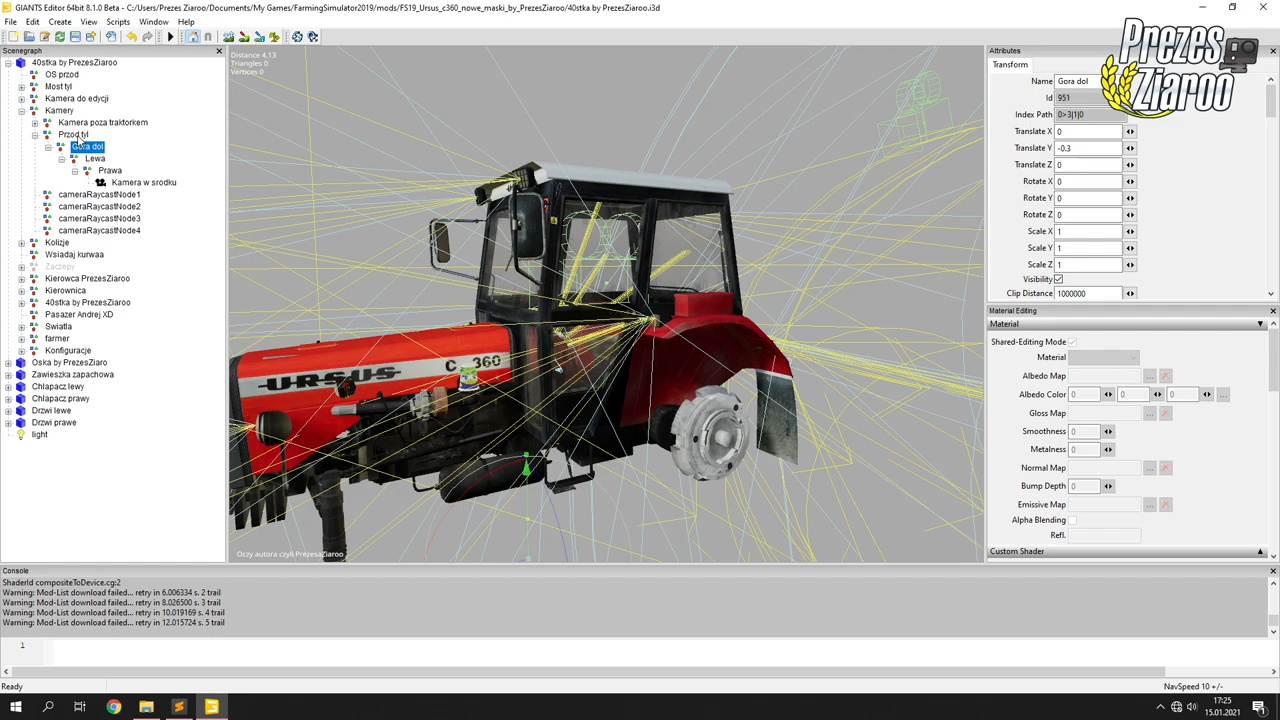 GIANTS Editor 64bit 8.1.0 Beta - C:/Users/Prezes Ziaroo/Documents/My Games/FarmingSimulator2019/mods/FS19_Ursus_c360_nowe_maski_by_PrezesZiaroo/40stka by PrezesZiaroo.i3d
File Edit Create View Scripts Window Help
Scenegraph
40stka by PrezesZiaroo
OS przod
Most tyl
Kamera do edycji
Kamery
Kamera poza traktorkem
Przod tyl
Gora dol
Lewa
Prawa
Kamera w srodku
cameraRaycastNode1
cameraRaycastNode2
cameraRaycastNode3
cameraRaycastNode4
Kolizje
Wsiadaj kurwaa
Zaczepy
Kierowca PrezesZiaroo
Kierownica
40stka by PrezesZiaroo
Pasazer Andrej XD
Swiatla
farmer
Konfiguracje
Oska by PrezesZiaro
Zawieszka zapachowa
Chlapacz lewy
Chlapacz prawy
Drzwi lewe
Drzwi prawe
light
Distance 4.13
Triangles 0
Vertices 0
C 360
URSUS
Oczy autora czyli PrezesaZiaroo
Attributes
Transform
Prezes
Ziaroo
Name Gora dol
Id 951
Index Path 0>3|1|0
Translate X 0
Translate Y -0.3
Translate Z 0
Rotate X 0
Rotate Y 0
Rotate Z 0
Scale X 1
Scale Y 1
Scale Z 1
Visibility
Clip Distance 1000000
Material Editing
Material
Shared-Editing Mode
Material
Albedo Map ...
Albedo Color 0 0 0 ...
Gloss Map ...
Smoothness 0
Metalness 0
Normal Map ...
Bump Depth 0
Emissive Map ...
Alpha Blending
Refl.
Custom Shader
Console
ShaderId compositeToDevice.cg:2
Warning: Mod-List download failed... retry in 6.006334 s. 2 trail
Warning: Mod-List download failed... retry in 8.026500 s. 3 trail
Warning: Mod-List download failed... retry in 10.019169 s. 4 trail
Warning: Mod-List download failed... retry in 12.015724 s. 5 trail
1
Ready
NavSpeed 10 +/-
17:25
15.01.2021